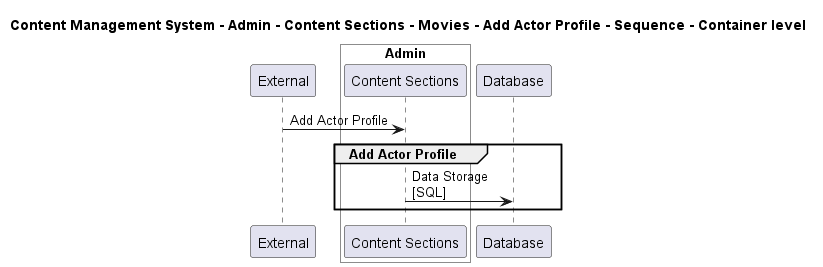 Content Management System - Admin - Content Sections - Movies - Add Actor Profile - Sequence - Container level
Admin
External
Content Sections
Database
Add Actor Profile
Add Actor Profile
Data Storage
[SQL]
External
Content Sections
Database